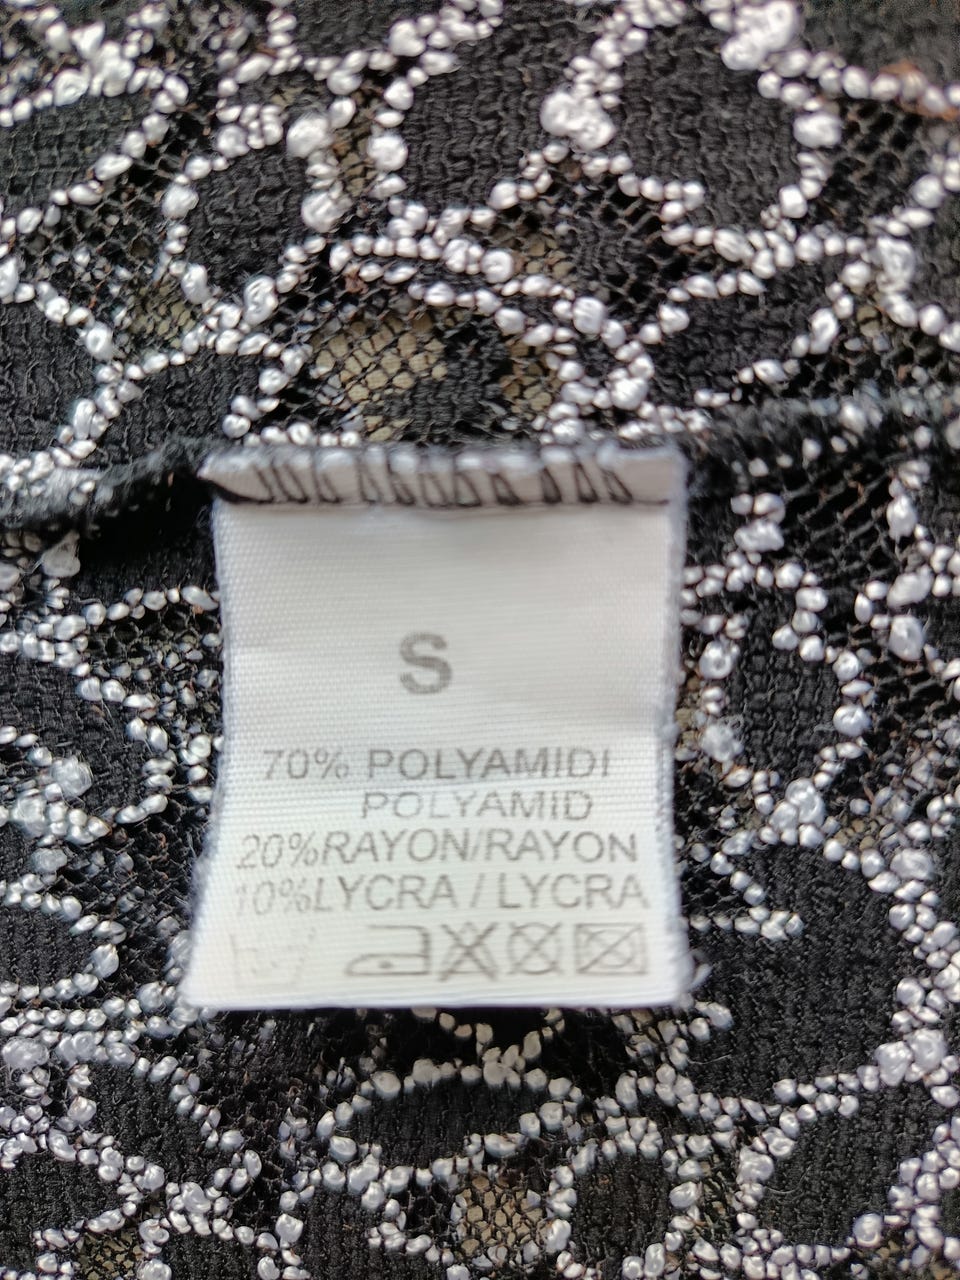 S
70% POLYAMIDI
POLYAMID
20%RAYON/RAYON
10%LYCRA / LYCRA